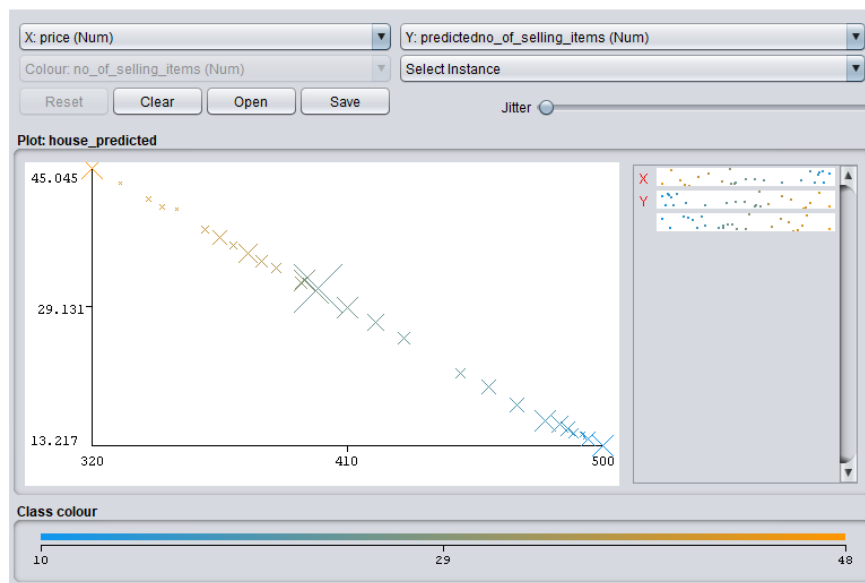 X: price (Num)
Y: predictedno_of_selling_items (Num)
Colour: no_of_selling_items (Num)
Select Instance
Reset
Clear
Open
Save
Jitter
Plot: house_predicted
45.045
29.131
13.217
320
410
500
X
Y
Class colour
10
29
48